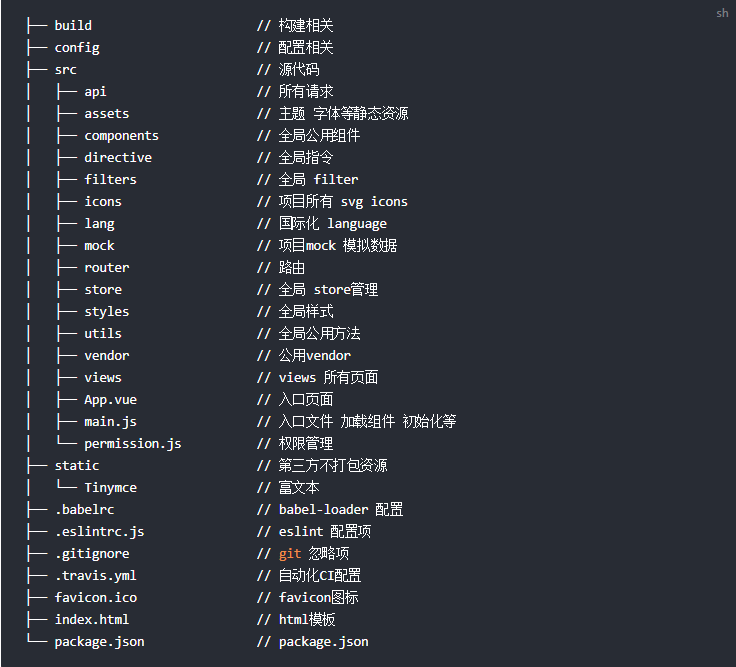 sh
├── build                      // 构建相关
├── config                     // 配置相关
├── src                        // 源代码
│   ├── api                    // 所有请求
│   ├── assets                 // 主题 字体等静态资源
│   ├── components             // 全局公用组件
│   ├── directive              // 全局指令
│   ├── filters                // 全局 filter
│   ├── icons                  // 项目所有 svg icons
│   ├── lang                   // 国际化 language
│   ├── mock                   // 项目mock 模拟数据
│   ├── router                 // 路由
│   ├── store                  // 全局 store管理
│   ├── styles                 // 全局样式
│   ├── utils                  // 全局公用方法
│   ├── vendor                 // 公用vendor
│   ├── views                  // views 所有页面
│   ├── App.vue                // 入口页面
│   ├── main.js                // 入口文件 加载组件 初始化等
│   └── permission.js          // 权限管理
├── static                     // 第三方不打包资源
│   └── Tinymce                // 富文本
├── .babelrc                   // babel-loader 配置
├── .eslintrc.js               // eslint 配置项
├── .gitignore                 // git 忽略项
├── .travis.yml                // 自动化CI配置
├── favicon.ico                // favicon图标
├── index.html                 // html模板
└── package.json               // package.json